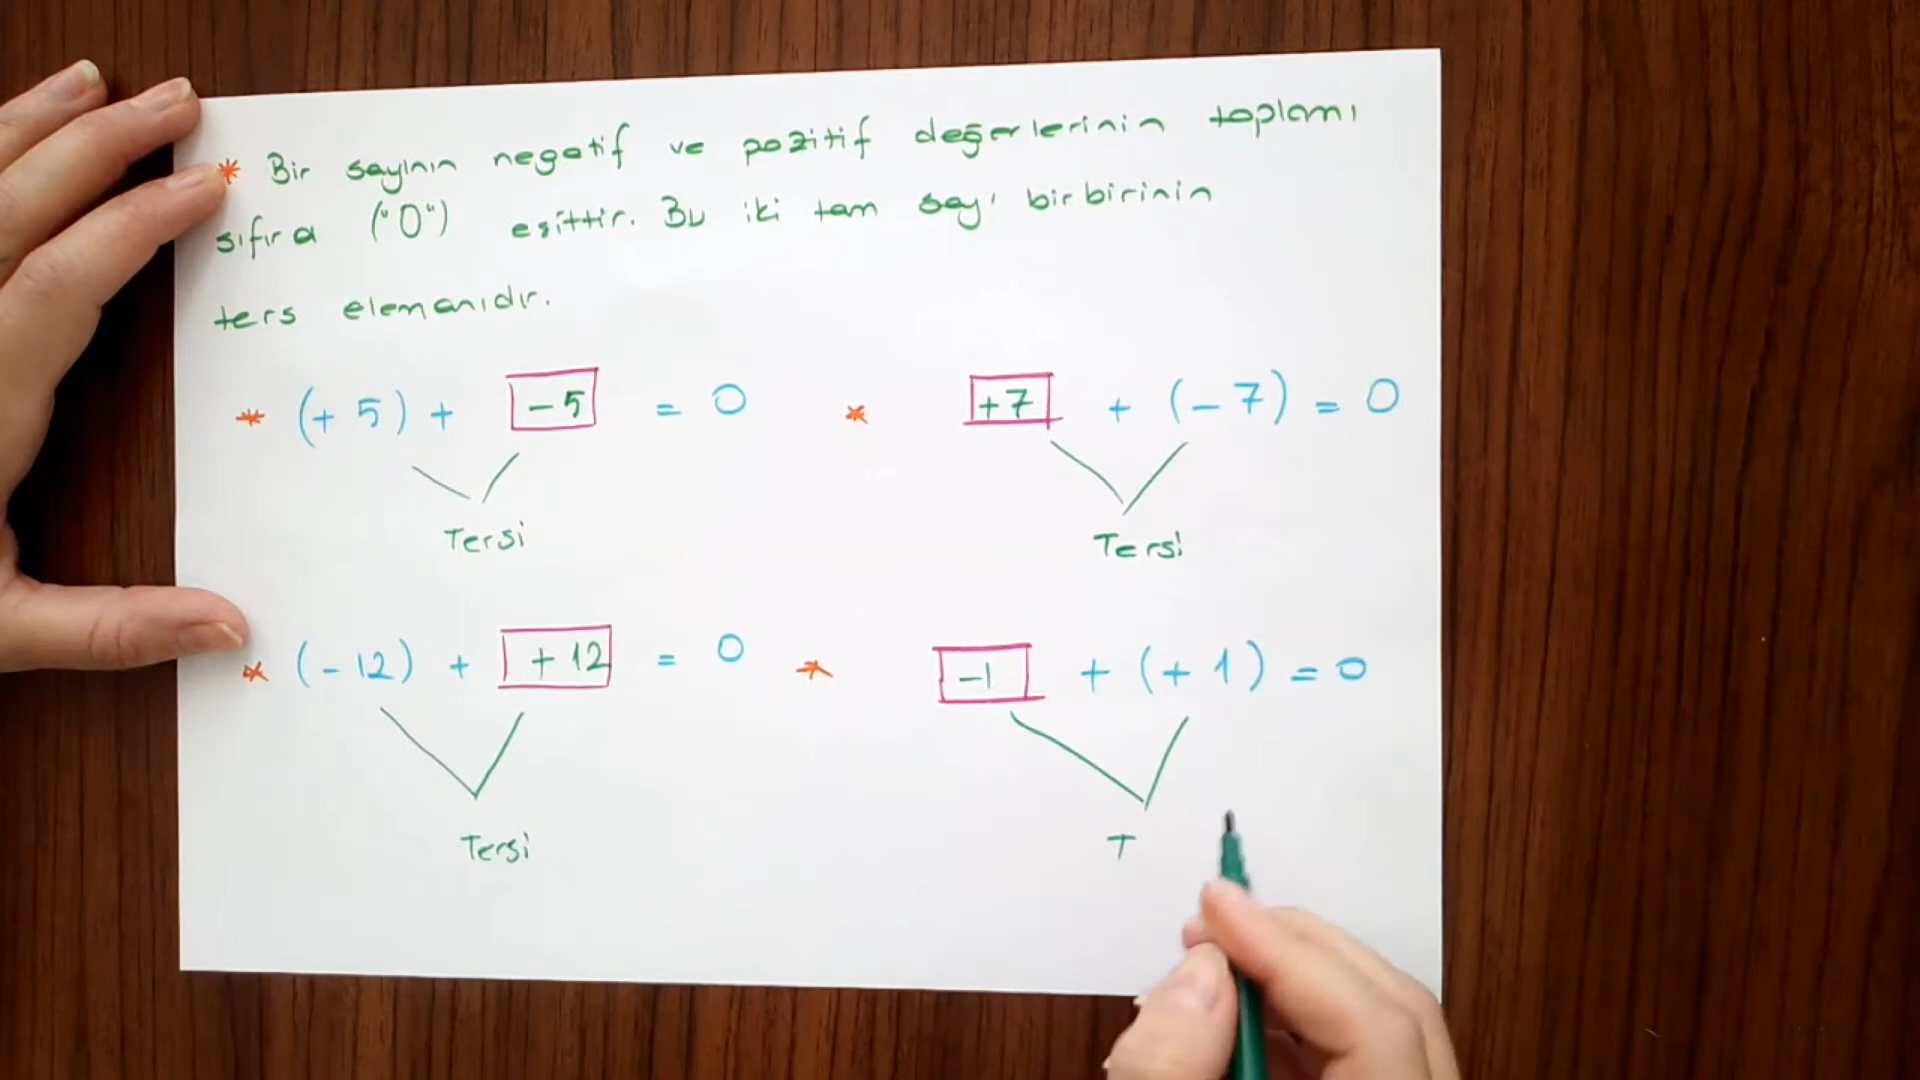 * Bir sayının negatif ve pozitif değerlerinin toplamı
sıfıra ("0") eşittir. Bu iki tam sayı birbirinin
ters elemanıdır.
* (+5) + -5 = 0
* +7 + (-7) = 0
Tersi
Tersi
* (-12) + +12 = 0
* -1 + (+1) = 0
Tersi
T